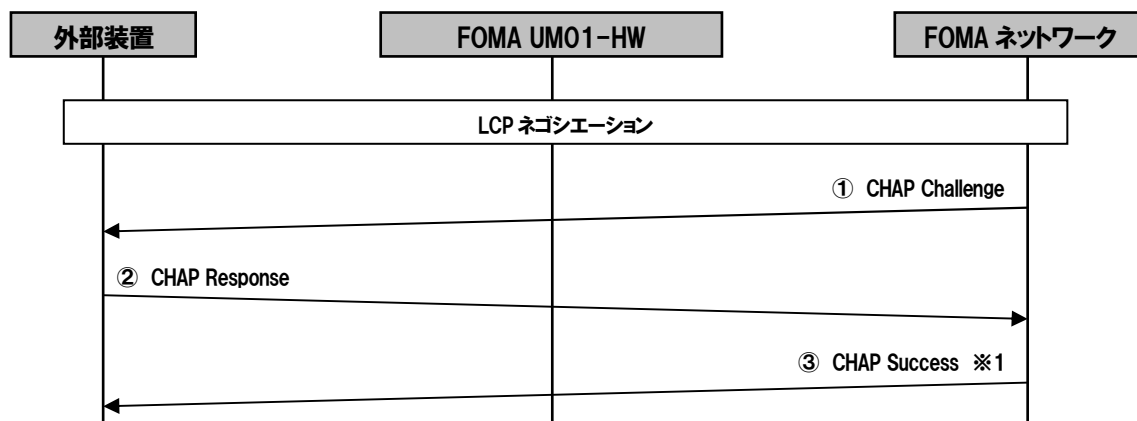 外部装置
FOMA UM01-HW
FOMA ネットワーク
LCP ネゴシエーション
① CHAP Challenge
② CHAP Response
③ CHAP Success ※1